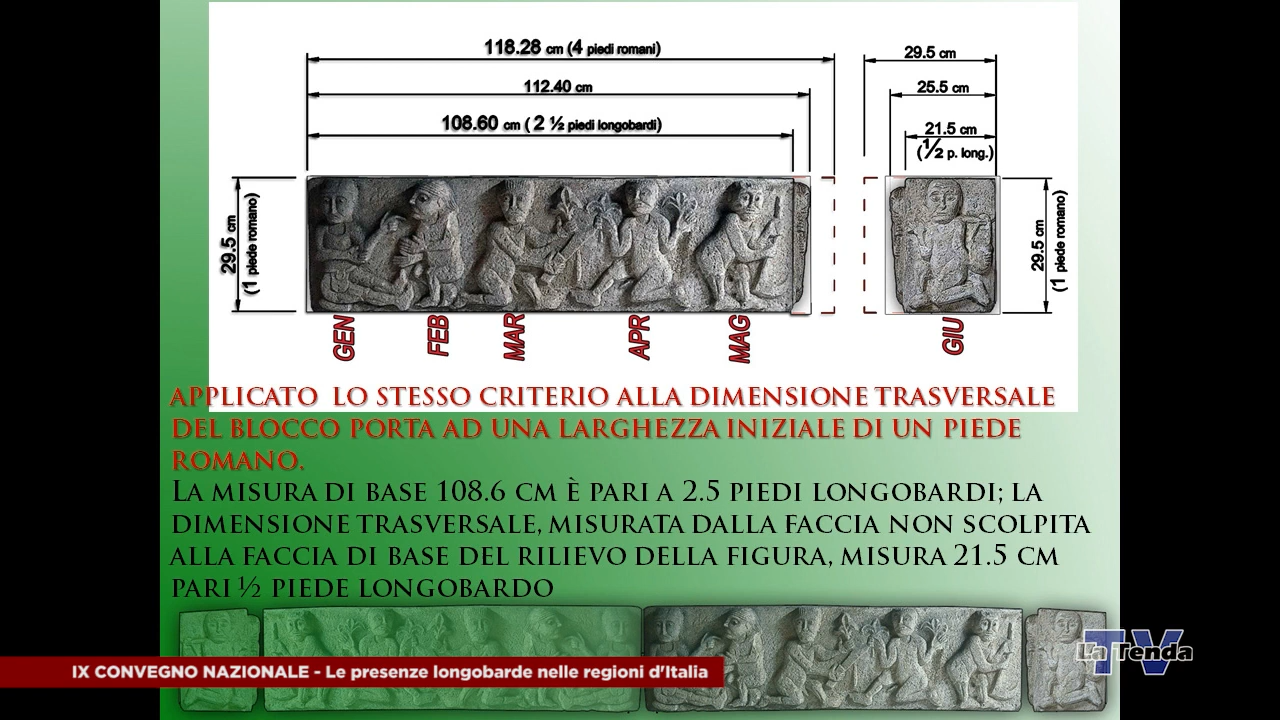 118.28 cm (4 piedi romani)
112.40 cm
108.60 cm ( 2 ½ piedi longobardi)
29.5 cm
25.5 cm
21.5 cm
(½ p. long.)
29.5 cm
(1 piede romano)
29.5 cm
(1 piede romano)
GEN
FEB
MAR
APR
MAG
GIU
APPLICATO LO STESSO CRITERIO ALLA DIMENSIONE TRASVERSALE
DEL BLOCCO PORTA AD UNA LARGHEZZA INIZIALE DI UN PIEDE
ROMANO.
LA MISURA DI BASE 108.6 CM È PARI A 2.5 PIEDI LONGOBARDI; LA
DIMENSIONE TRASVERSALE, MISURATA DALLA FACCIA NON SCOLPITA
ALLA FACCIA DI BASE DEL RILIEVO DELLA FIGURA, MISURA 21.5 CM
PARI ½ PIEDE LONGOBARDO
IX CONVEGNO NAZIONALE - Le presenze longobarde nelle regioni d'Italia
TV
La Tenda